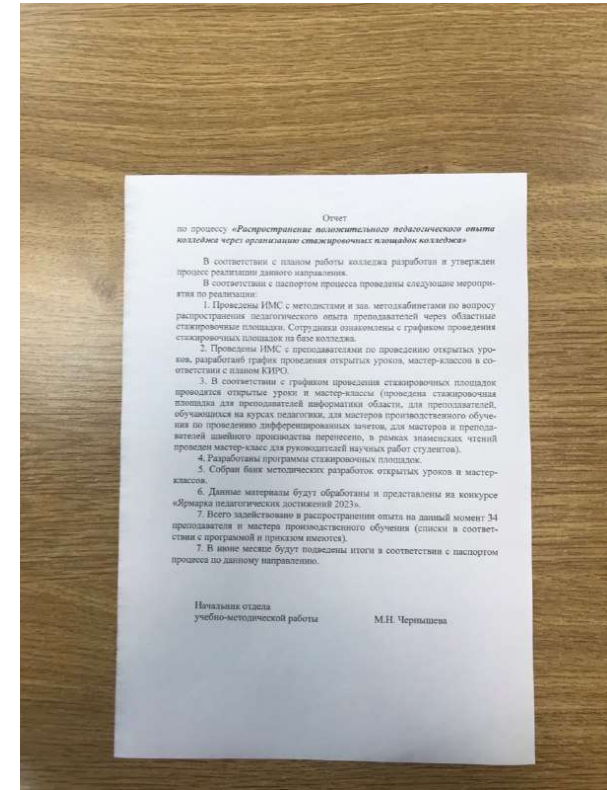 Отчет
по процессу «Распространение положительного педагогического опыта
колледжа через организацию стажировочных площадок колледжа»
В соответствии с планом работы колледжа разработан и утвержден
процесс реализации данного направления.
В соответствии с паспортом процесса проведены следующие меропри-
ятия по реализации:
1. Проведены ИМС с методистами и зав. методкабинетами по вопросу
распространения педагогического опыта преподавателей через областные
стажировочные площадки. Сотрудники ознакомлены с графиком проведения
стажировочных площадок на базе колледжа.
2. Проведены ИМС с преподавателями по проведению открытых уро-
ков, разработанб график проведения открытых уроков, мастер-классов в со-
ответствии с планом КИРО.
3. В соответствии с графиком проведения стажировочных площадок
проводятся открытые уроки и мастер-классы (проведена стажировочная
площадка для преподавателей информатики области, для преподавателей,
обучающихся на курсах педагогики, для мастеров производственного обуче-
ния по проведению дифференцированных зачетов, для мастеров и препода-
вателей швейного производства перенесено, в рамках знаменских чтений
проведен мастер-класс для руководителей научных работ студентов).
4. Разработаны программы стажировочных площадок.
5. Собран банк методических разработок открытых уроков и мастер-
классов.
6. Данные материалы будут обработаны и представлены на конкурсе
«Ярмарка педагогических достижений 2023».
7. Всего задействовано в распространении опыта на данный момент 34
преподавателя и мастера производственного обучения (списки в соответ-
ствии с программой и приказом имеются).
7. В июне месяце будут подведены итоги в соответствии с паспортом
процесса по данному направлению.
Начальник отдела
учебно-методической работы М.Н. Чернышева